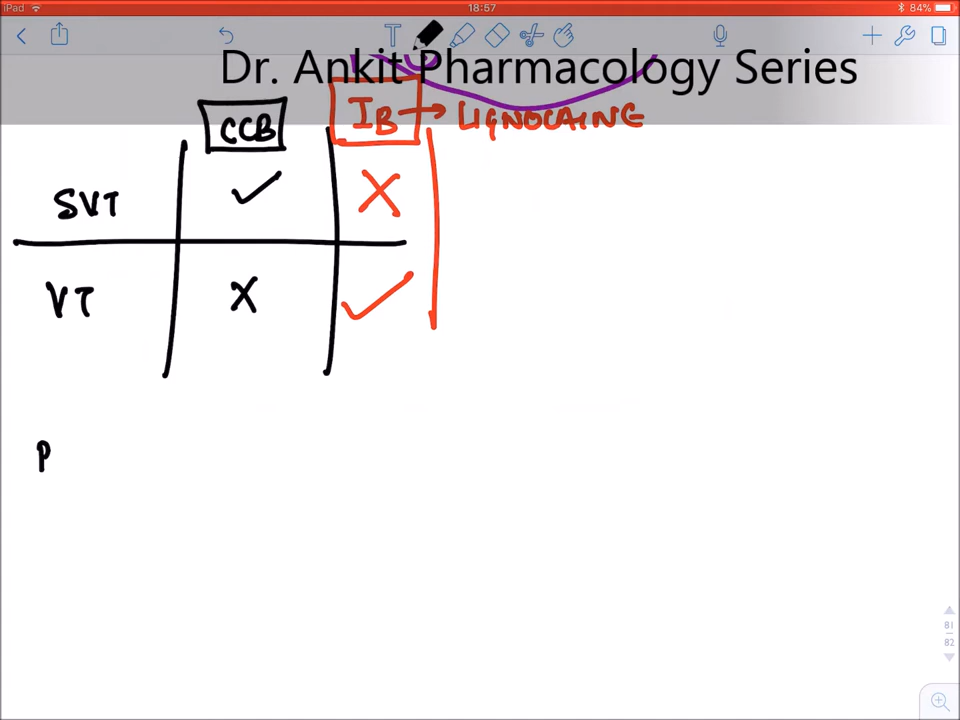 iPad 18:57 84%
T
Dr. Ankit Pharmacology Series
CCB IB → LIGNOCAINE
SVT ✓ X
VT X ✓
P
81
82